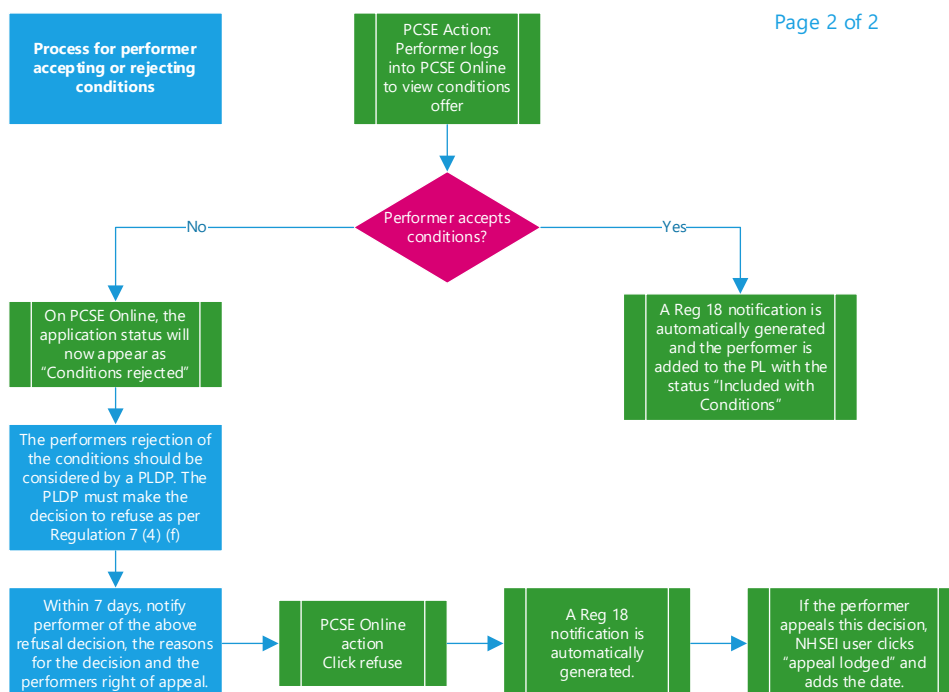 Page 2 of 2
Process for performer
accepting or rejecting
conditions
PCSE Action:
Performer logs
into PCSE Online
to view conditions
offer
Performer accepts
conditions?
No
Yes
On PCSE Online, the
application status will
now appear as
“Conditions rejected”
A Reg 18 notification is
automatically generated
and the performer is
added to the PL with the
status “Included with
Conditions”
The performers rejection of
the conditions should be
considered by a PLDP. The
PLDP must make the
decision to refuse as per
Regulation 7 (4) (f)
Within 7 days, notify
performer of the above
refusal decision, the reasons
for the decision and the
performers right of appeal.
PCSE Online
action
Click refuse
A Reg 18
notification is
automatically
generated.
If the performer
appeals this decision,
NHSEI user clicks
“appeal lodged” and
adds the date.